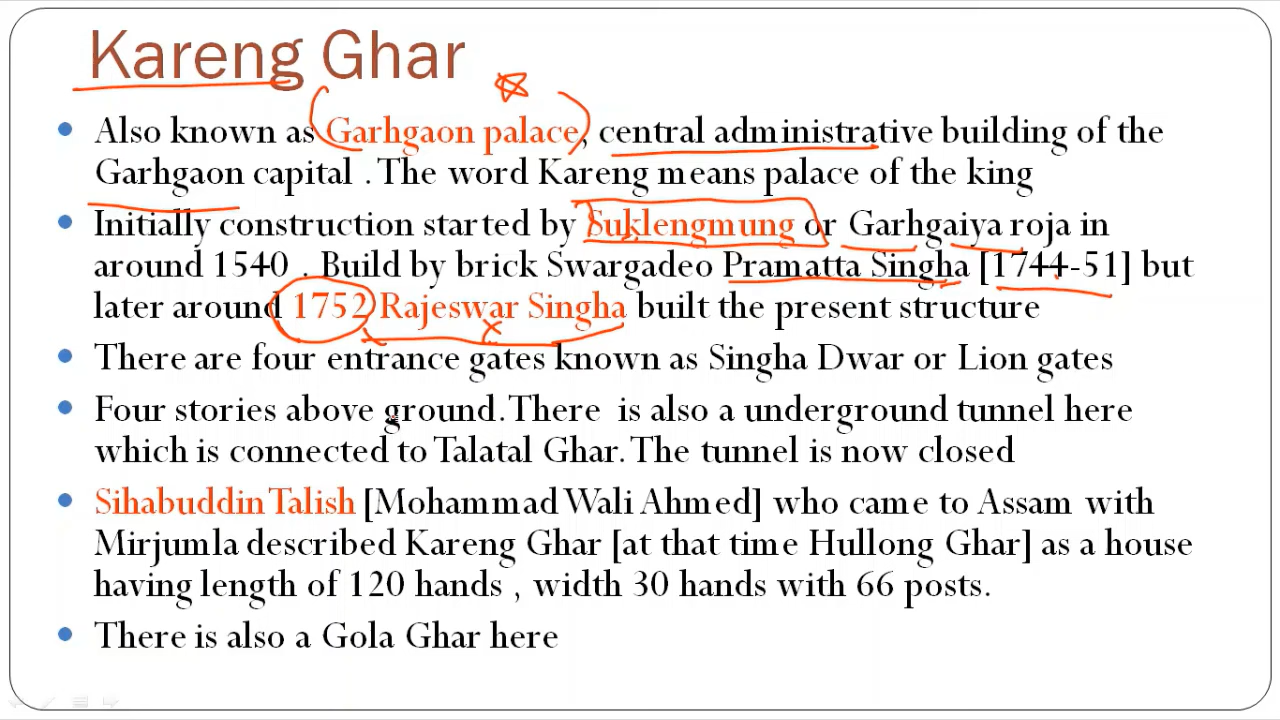 Kareng Ghar
Also known as Garhgaon palace, central administrative building of the
Garhgaon capital . The word Kareng means palace of the king
Initially construction started by Suklengmung or Garhgaiya roja in
around 1540 . Build by brick Swargadeo Pramatta Singha [1744-51] but
later around 1752 Rajeswar Singha built the present structure
There are four entrance gates known as Singha Dwar or Lion gates
Four stories above ground. There is also a underground tunnel here
which is connected to Talatal Ghar. The tunnel is now closed
Sihabuddin Talish [Mohammad Wali Ahmed] who came to Assam with
Mirjumla described Kareng Ghar [at that time Hullong Ghar] as a house
having length of 120 hands , width 30 hands with 66 posts.
There is also a Gola Ghar here